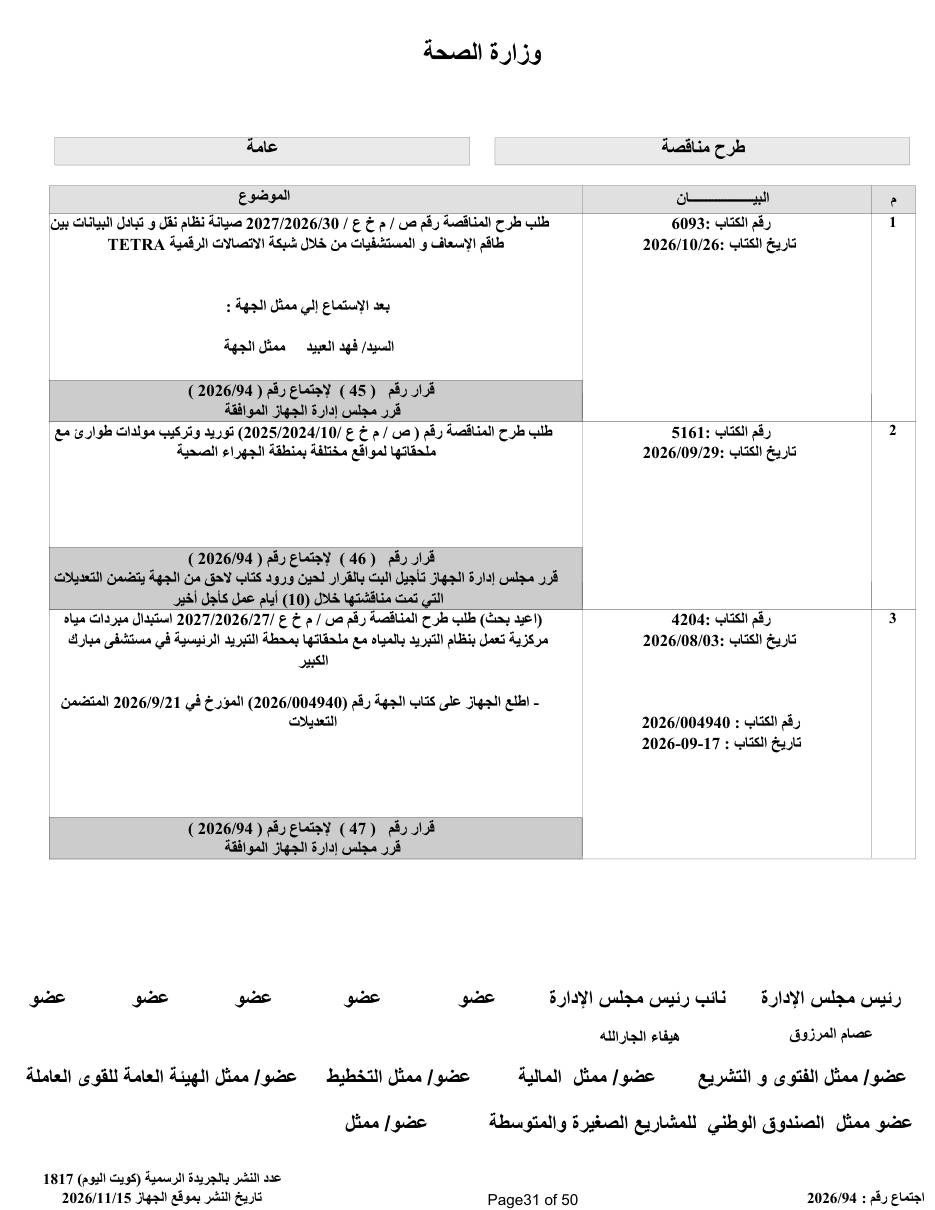 وزارة الصحة
طرح مناقصة
عامة
م
البيـــــــــــــــان
الموضوع
1
رقم الكتاب :6093
تاريخ الكتاب :2026/10/26
طلب طرح المناقصة رقم ص / م خ ع / 2027/2026/30 صيانة نظام نقل و تبادل البيانات بين
طاقم الإسعاف و المستشفيات من خلال شبكة الاتصالات الرقمية TETRA
بعد الإستماع إلي ممثل الجهة :
السيد/ فهد العبيد ممثل الجهة
قرار رقم ( 45 ) لإجتماع رقم ( 2026/94 )
قرر مجلس إدارة الجهاز الموافقة
2
رقم الكتاب :5161
تاريخ الكتاب :2026/09/29
طلب طرح المناقصة رقم ( ص / م خ ع /2025/2024/10) توريد وتركيب مولدات طوارئ مع
ملحقاتها لمواقع مختلفة بمنطقة الجهراء الصحية
قرار رقم ( 46 ) لإجتماع رقم ( 2026/94 )
قرر مجلس إدارة الجهاز تأجيل البت بالقرار لحين ورود كتاب لاحق من الجهة يتضمن التعديلات
التي تمت مناقشتها خلال (10) أيام عمل كأجل أخير
3
رقم الكتاب :4204
تاريخ الكتاب :2026/08/03
رقم الكتاب : 2026/004940
تاريخ الكتاب : 2026-09-17
(اعيد بحث) طلب طرح المناقصة رقم ص / م خ ع /2027/2026/27 استبدال مبردات مياه
مركزية تعمل بنظام التبريد بالمياه مع ملحقاتها بمحطة التبريد الرئيسية في مستشفى مبارك
الكبير
- اطلع الجهاز على كتاب الجهة رقم (2026/004940) المؤرخ في 2026/9/21 المتضمن
التعديلات
قرار رقم ( 47 ) لإجتماع رقم ( 2026/94 )
قرر مجلس إدارة الجهاز الموافقة
رئيس مجلس الإدارة نائب رئيس مجلس الإدارة عضو عضو عضو عضو عضو
عصام المرزوق هيفاء الجارالله
عضو/ ممثل الفتوى و التشريع عضو/ ممثل المالية عضو/ ممثل التخطيط عضو/ ممثل الهيئة العامة للقوى العاملة
عضو ممثل الصندوق الوطني للمشاريع الصغيرة والمتوسطة عضو/ ممثل
عدد النشر بالجريدة الرسمية (كويت اليوم) 1817
اجتماع رقم : 2026/94 Page31 of 50 تاريخ النشر بموقع الجهاز 2026/11/15